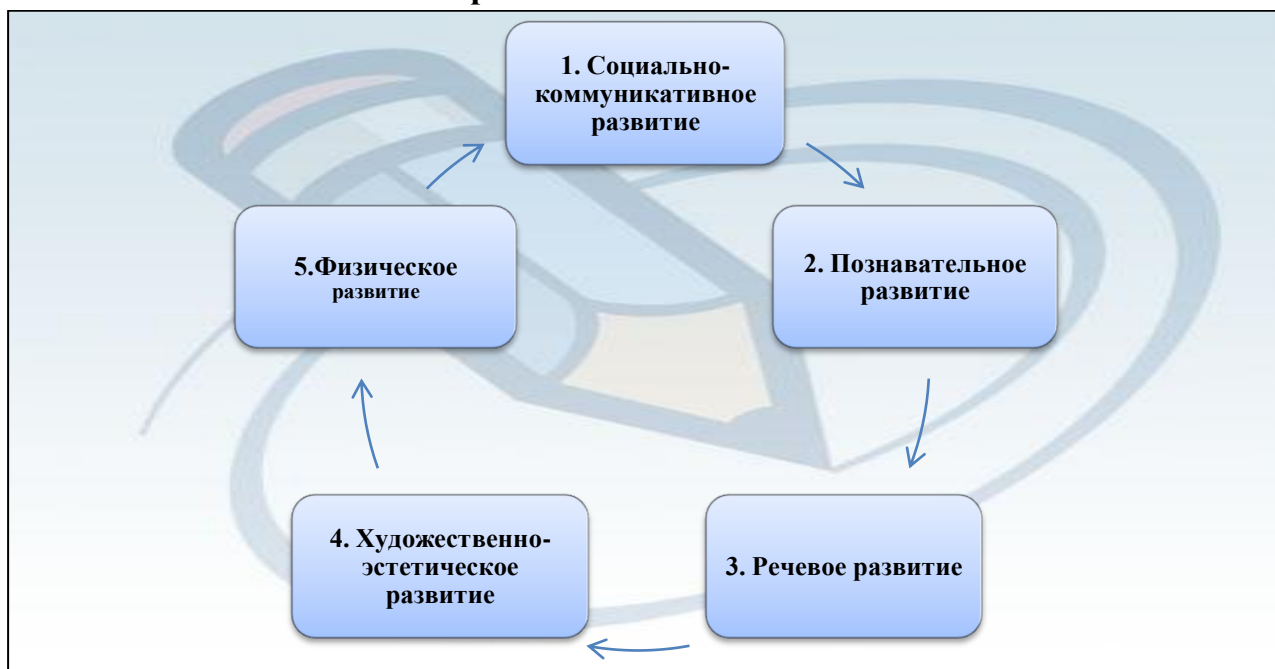 1. Социально-
коммуникативное
развитие
2. Познавательное
развитие
3. Речевое развитие
4. Художественно-
эстетическое
развитие
5.Физическое
развитие